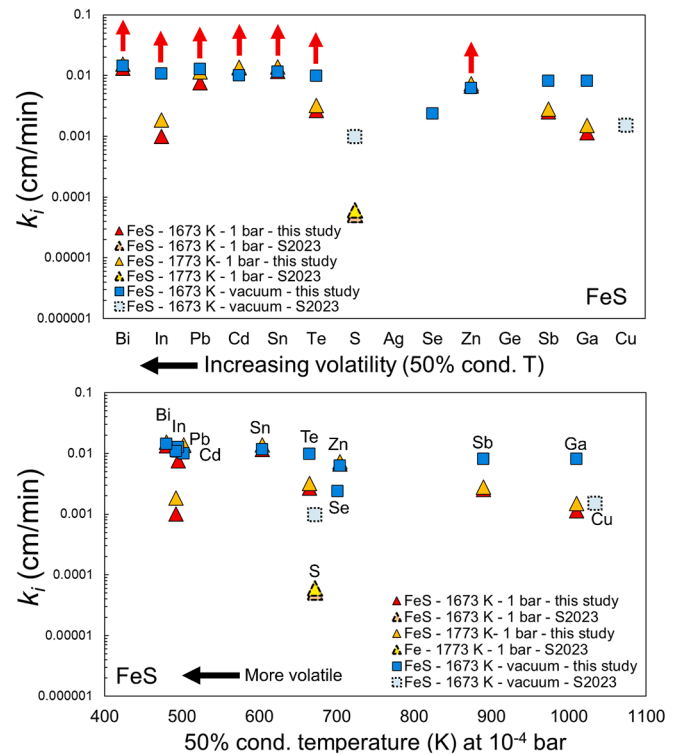 0.1
0.01
0.001
0.0001
0.00001
0.000001
kᵢ (cm/min)
FeS - 1673 K - 1 bar - this study
FeS - 1673 K - 1 bar - S2023
FeS - 1773 K- 1 bar - this study
FeS - 1773 K - 1 bar - S2023
FeS - 1673 K - vacuum - this study
FeS - 1673 K - vacuum - S2023
FeS
Bi In Pb Cd Sn Te S Ag Se Zn Ge Sb Ga Cu
Increasing volatility (50% cond. T)
0.1
0.01
0.001
0.0001
0.00001
0.000001
kᵢ (cm/min)
Bi
In
Pb
Cd
Sn
Te
Zn
Se
S
Sb
Ga
Cu
FeS - 1673 K - 1 bar - this study
FeS - 1673 K - 1 bar - S2023
FeS - 1773 K- 1 bar - this study
Fe - 1773 K - 1 bar - S2023
FeS - 1673 K - vacuum - this study
FeS - 1673 K - vacuum - S2023
FeS
More volatile
400 500 600 700 800 900 1000 1100
50% cond. temperature (K) at 10⁻⁴ bar